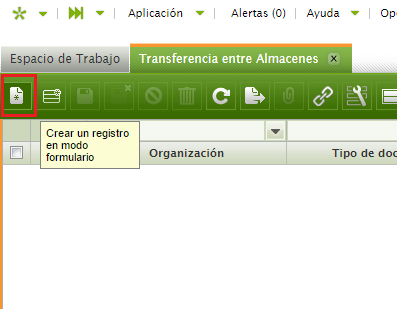 Aplicación Alertas (0) Ayuda
Espacio de Trabajo Transferencia entre Almacenes
Crear un registro
en modo
formulario
Organización Tipo de